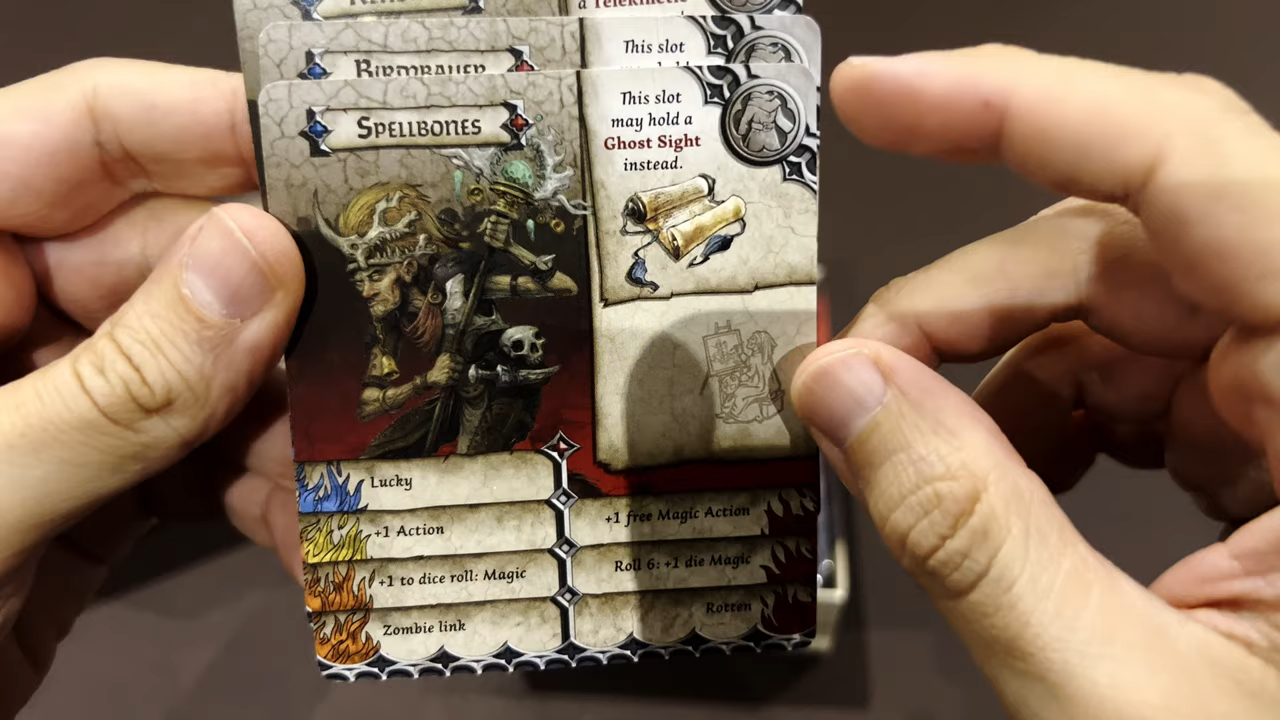 a Telekinetic
This slot
SPELLBONES
This slot
may hold a
Ghost Sight
instead.
Lucky
+1 Action
+1 to dice roll: Magic
Zombie link
+1 free Magic Action
Roll 6: +1 die Magic
Rotten